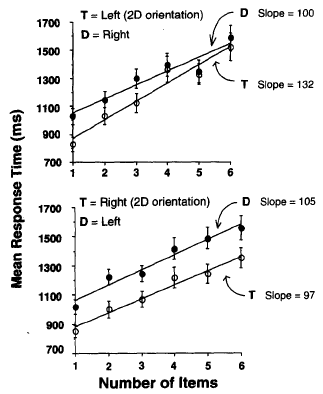 T = Left (2D orientation)
D = Right
D Slope = 100
T Slope = 132
1700
1500
1300
1100
900
700
1 2 3 4 5 6
Mean Response Time (ms)
T = Right (2D orientation)
D = Left
D Slope = 105
T Slope = 97
1700
1500
1300
1100
900
700
1 2 3 4 5 6
Number of Items